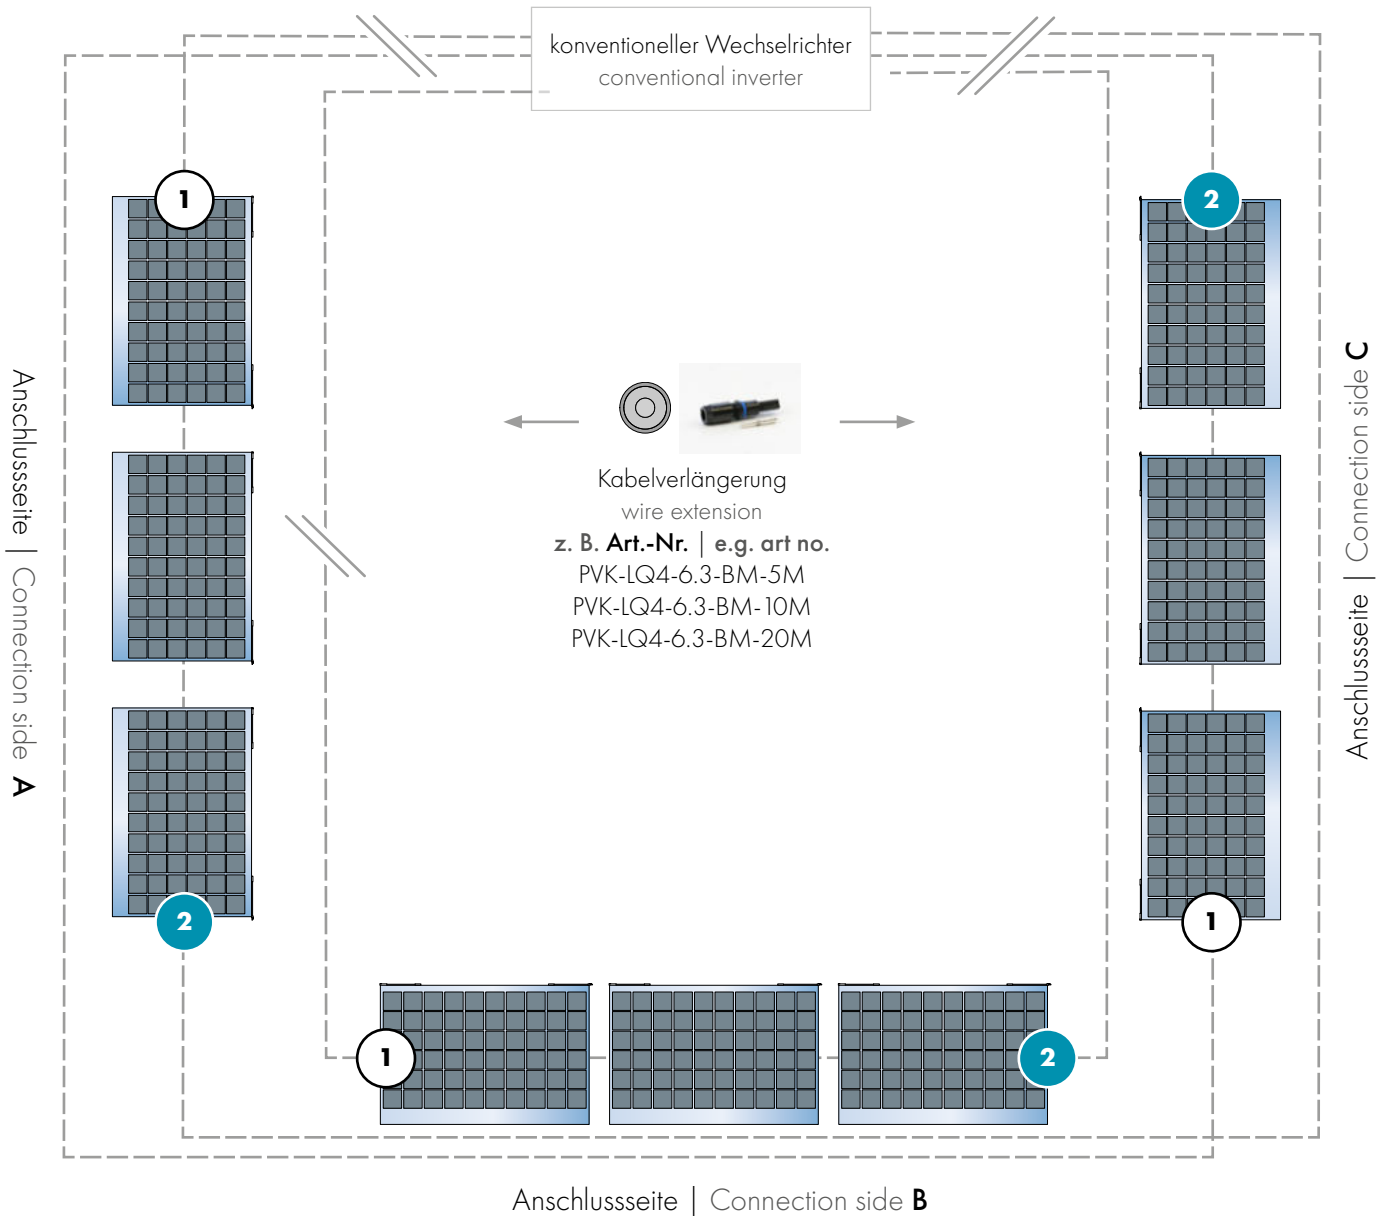 konventioneller Wechselrichter
conventional inverter
1
2
Kabelverlängerung
wire extension
z. B. Art.-Nr. | e.g. art no.
PVK-LQ4-6.3-BM-5M
PVK-LQ4-6.3-BM-10M
PVK-LQ4-6.3-BM-20M
Anschlussseite | Connection side A
Anschlussseite | Connection side C
2
1
1
2
Anschlussseite | Connection side B